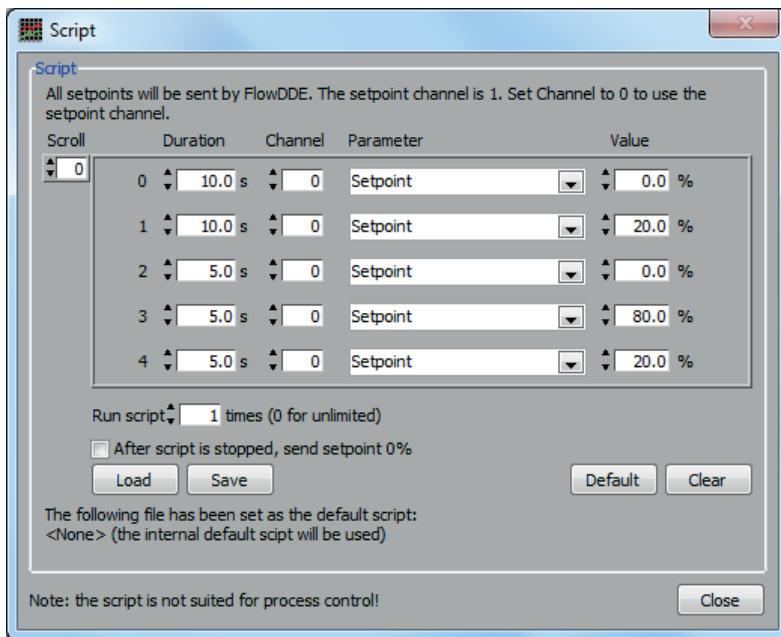 Script
Script
All setpoints will be sent by FlowDDE. The setpoint channel is 1. Set Channel to 0 to use the
setpoint channel.
Scroll Duration Channel Parameter Value
0 0 10.0 s 0 Setpoint 0.0 %
1 10.0 s 0 Setpoint 20.0 %
2 5.0 s 0 Setpoint 0.0 %
3 5.0 s 0 Setpoint 80.0 %
4 5.0 s 0 Setpoint 20.0 %
Run script 1 times (0 for unlimited)
After script is stopped, send setpoint 0%
Load Save Default Clear
The following file has been set as the default script:
<None> (the internal default scipt will be used)
Note: the script is not suited for process control! Close